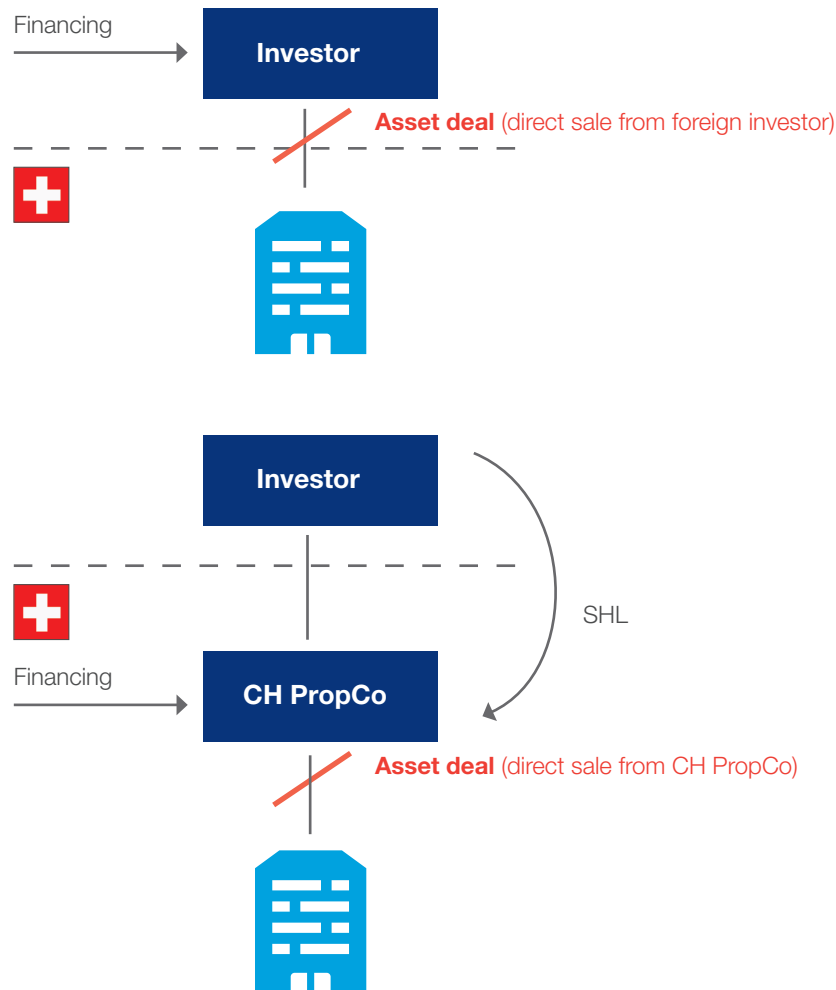 Financing
Investor
Asset deal (direct sale from foreign investor)
Investor
SHL
Financing
CH PropCo
Asset deal (direct sale from CH PropCo)